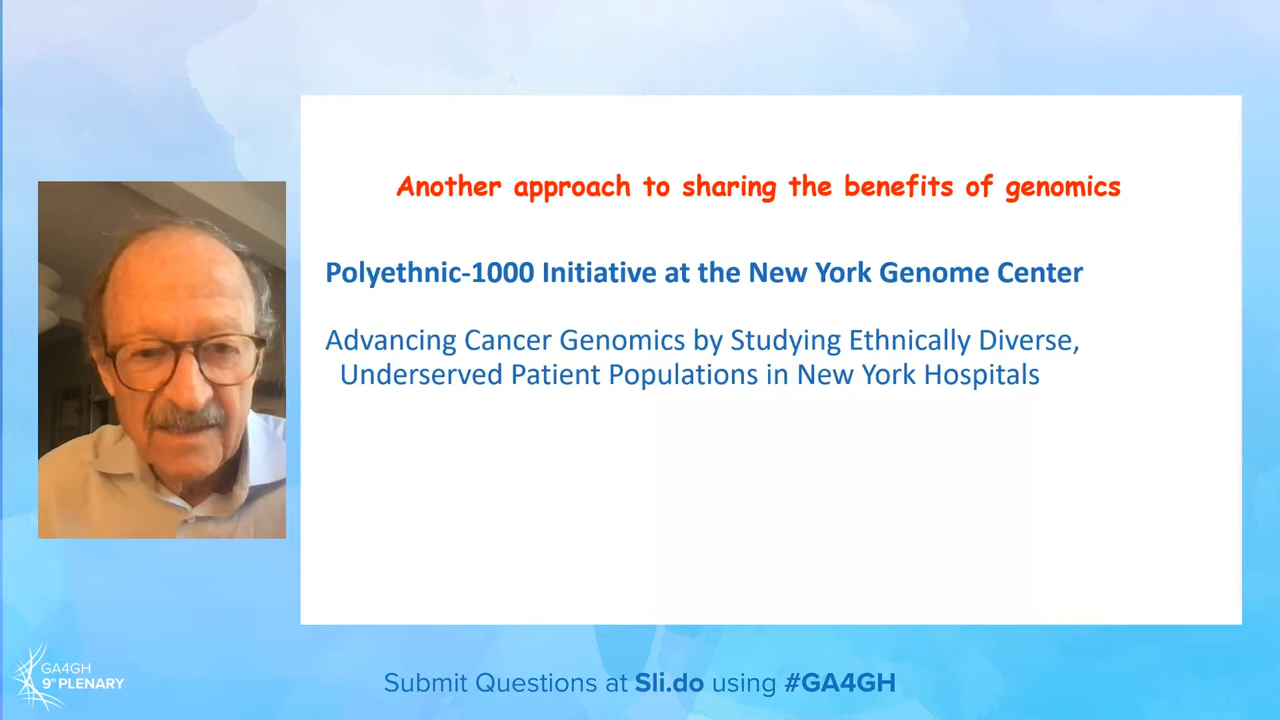 Another approach to sharing the benefits of genomics
Polyethnic-1000 Initiative at the New York Genome Center
Advancing Cancer Genomics by Studying Ethnically Diverse,
Underserved Patient Populations in New York Hospitals
GA4GH
9th PLENARY
Submit Questions at Sli.do using #GA4GH